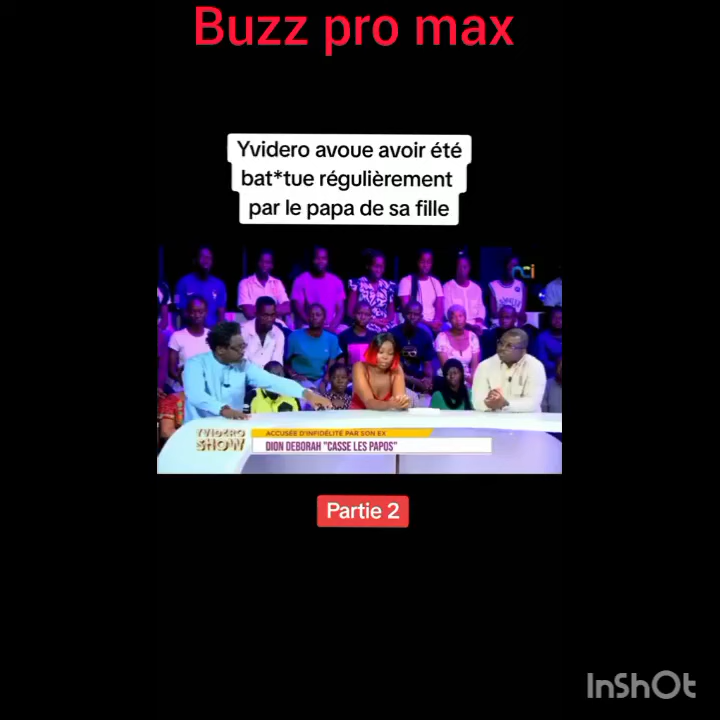 Buzz pro max
Yvidero avoue avoir été
bat*tue régulièrement
par le papa de sa fille
nci
YVIDERO
SHOW
ACCUSÉE D'INFIDÉLITÉ PAR SON EX
DION DEBORAH "CASSE LES PAPOS"
Partie 2
InShOt